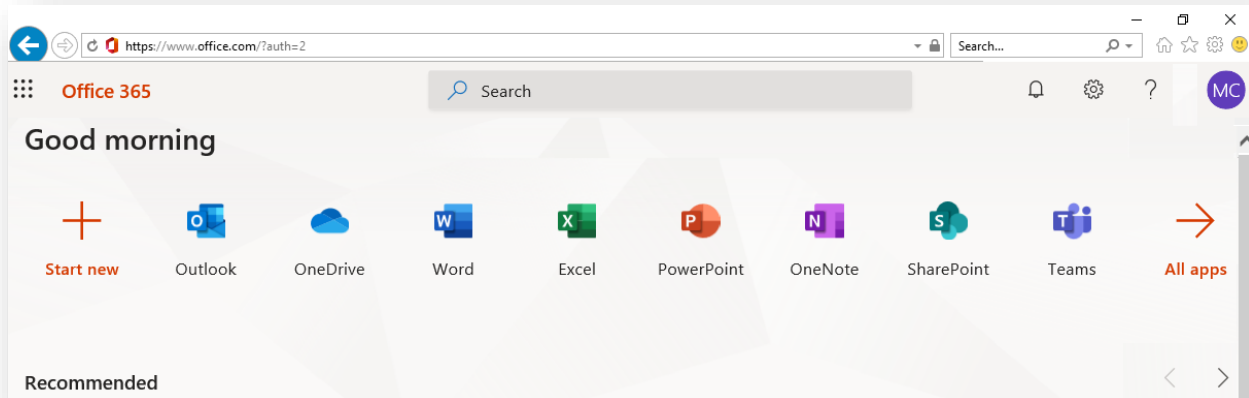 https://www.office.com/?auth=2
Search...
Office 365
Search
?
MC
Good morning
O
W
X
P
N
S
T
Start new
Outlook
OneDrive
Word
Excel
PowerPoint
OneNote
SharePoint
Teams
All apps
Recommended